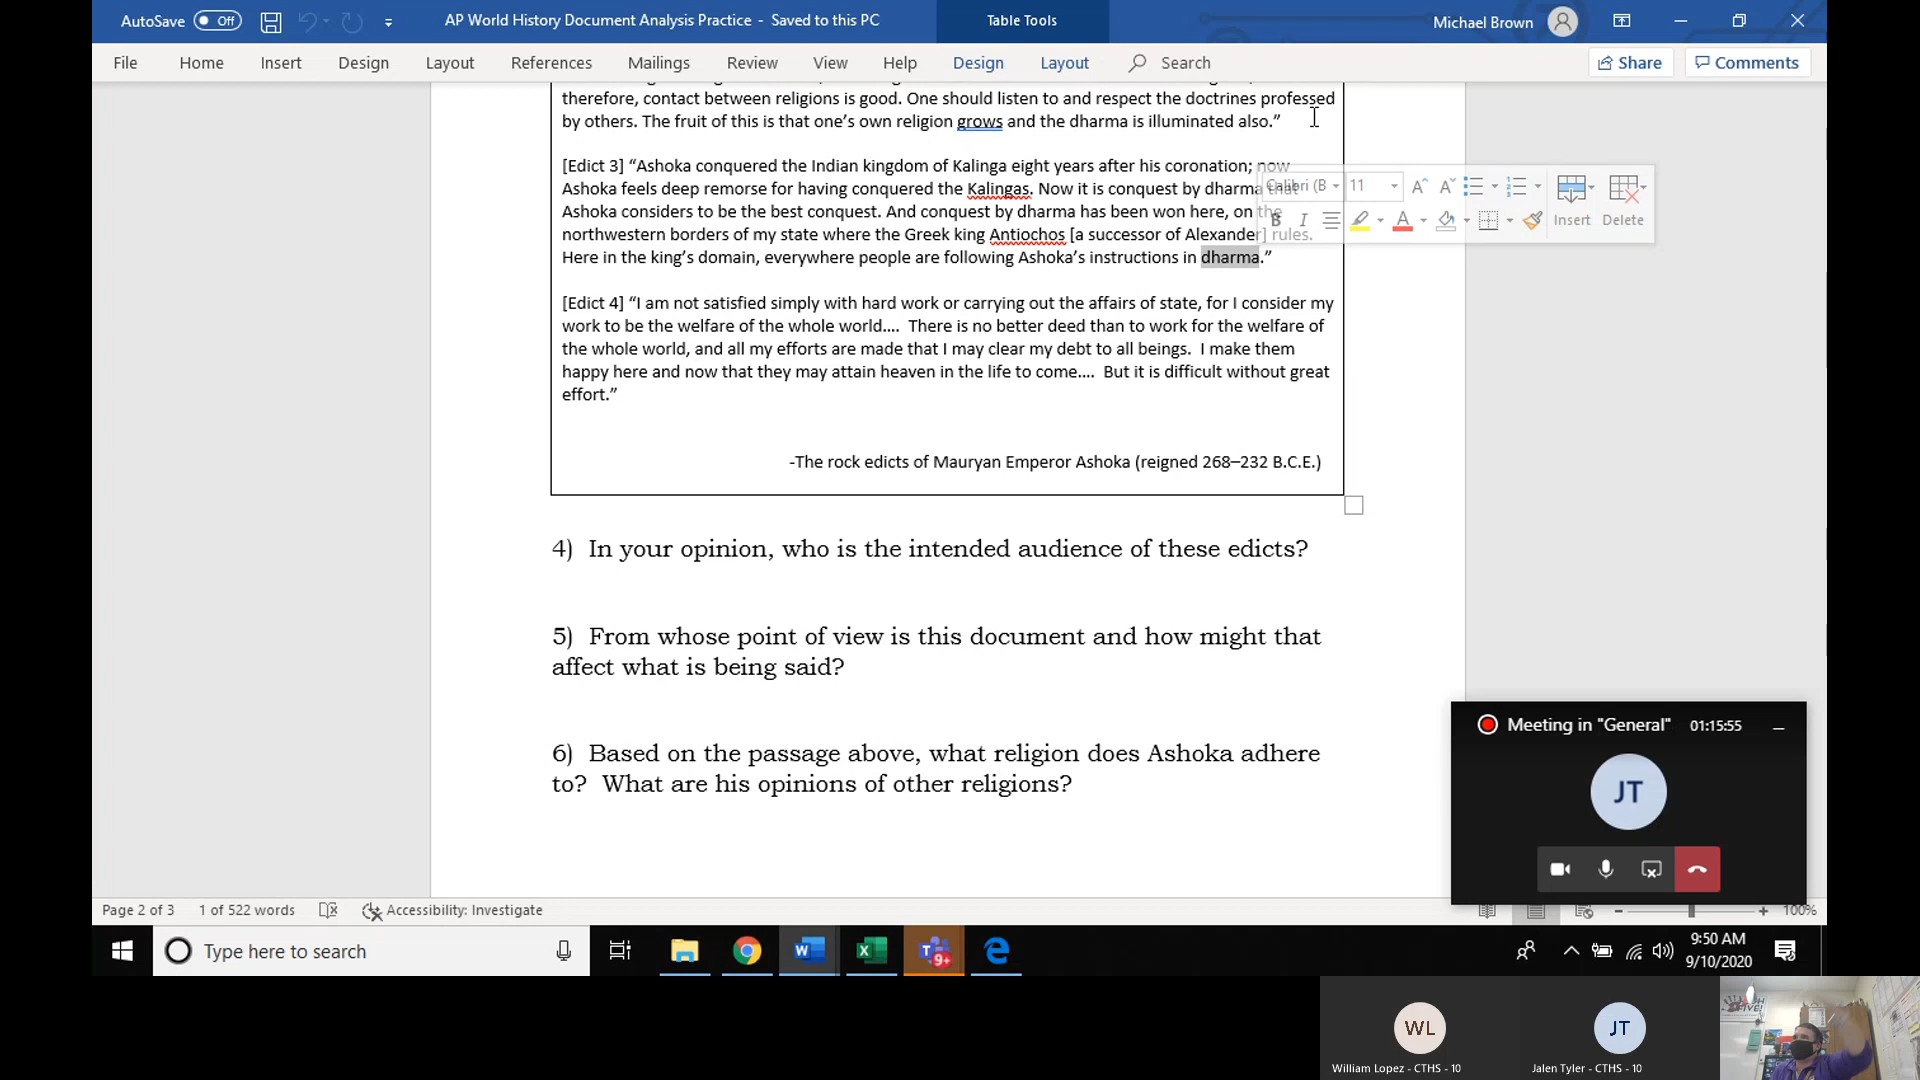 AutoSave Off AP World History Document Analysis Practice - Saved to this PC Table Tools Michael Brown
File Home Insert Design Layout References Mailings Review View Help Design Layout Search Share Comments
therefore, contact between religions is good. One should listen to and respect the doctrines professed
by others. The fruit of this is that one’s own religion grows and the dharma is illuminated also.”
[Edict 3] “Ashoka conquered the Indian kingdom of Kalinga eight years after his coronation; now
Ashoka feels deep remorse for having conquered the Kalingas. Now it is conquest by dharma that
Ashoka considers to be the best conquest. And conquest by dharma has been won here, on the
northwestern borders of my state where the Greek king Antiochos [a successor of Alexander] rules.
Here in the king’s domain, everywhere people are following Ashoka’s instructions in dharma.”
Calibri (B 11
Insert Delete
[Edict 4] “I am not satisfied simply with hard work or carrying out the affairs of state, for I consider my
work to be the welfare of the whole world…. There is no better deed than to work for the welfare of
the whole world, and all my efforts are made that I may clear my debt to all beings. I make them
happy here and now that they may attain heaven in the life to come…. But it is difficult without great
effort.”
-The rock edicts of Mauryan Emperor Ashoka (reigned 268–232 B.C.E.)
4) In your opinion, who is the intended audience of these edicts?
5) From whose point of view is this document and how might that
affect what is being said?
6) Based on the passage above, what religion does Ashoka adhere
to? What are his opinions of other religions?
Meeting in "General" 01:15:55
JT
Page 2 of 3 1 of 522 words Accessibility: Investigate 100%
Type here to search
9+
9:50 AM
9/10/2020
WL
William Lopez - CTHS - 10
JT
Jalen Tyler - CTHS - 10